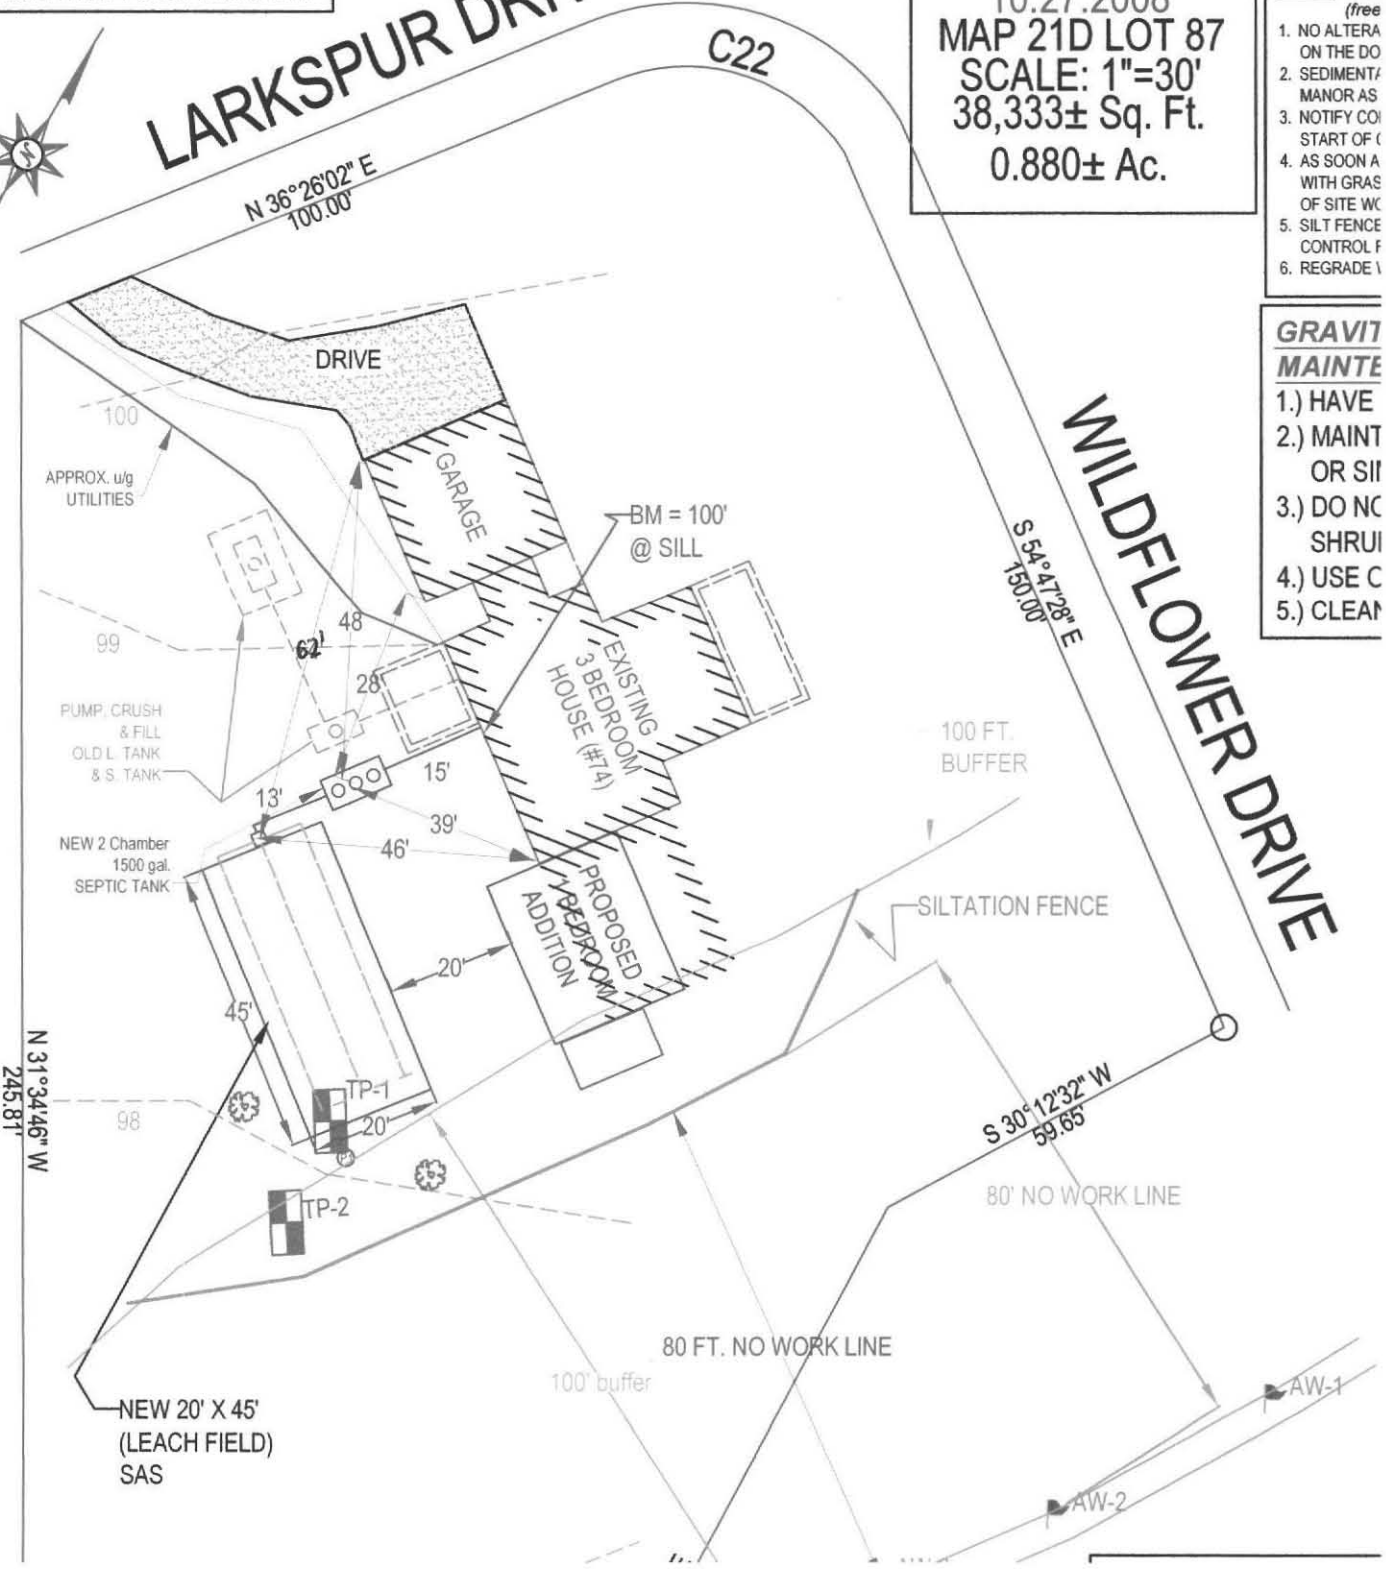 LARKSPUR
C22
10.27.2008
MAP 21D LOT 87
SCALE: 1"=30'
38,333± Sq. Ft.
0.880± Ac.
(free
1. NO ALTERA
ON THE DO
2. SEDIMENTA
MANOR AS
3. NOTIFY CO
START OF
4. AS SOON A
WITH GRAS
OF SITE WO
5. SILT FENCE
CONTROL
6. REGRADE
GRAVIT
MAINTE
1.) HAVE
2.) MAINT
OR SI
3.) DO NO
SHRU
4.) USE
5.) CLEAN
N
N 36°26'02" E
100.00'
DRIVE
100
APPROX. u/g
UTILITIES
GARAGE
BM = 100'
@ SILL
WILDFLOWER DRIVE
S 54°47'28" E
150.00'
99
48
62'
28'
EXISTING
3 BEDROOM
HOUSE (#74)
PUMP, CRUSH
& FILL
OLD L. TANK
& S. TANK
100 FT.
BUFFER
15'
13'
39'
46'
NEW 2 Chamber
1500 gal.
SEPTIC TANK
PROPOSED
1 BEDROOM
ADDITION
SILTATION FENCE
20'
45'
N 31°34'46" W
245.81'
98
TP-1
20'
TP-2
S 30°12'32" W
59.65'
80' NO WORK LINE
80 FT. NO WORK LINE
100' buffer
NEW 20' X 45'
(LEACH FIELD)
SAS
AW-1
AW-2